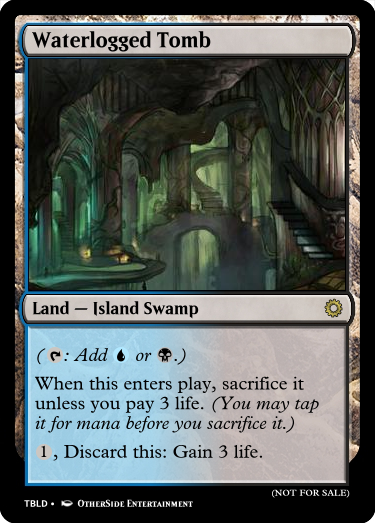 Waterlogged Tomb
Land — Island Swamp
( : Add or .)
When this enters play, sacrifice it
unless you pay 3 life. (You may tap
it for mana before you sacrifice it.)
1, Discard this: Gain 3 life.
(NOT FOR SALE)
TBLD • OtherSide Entertainment